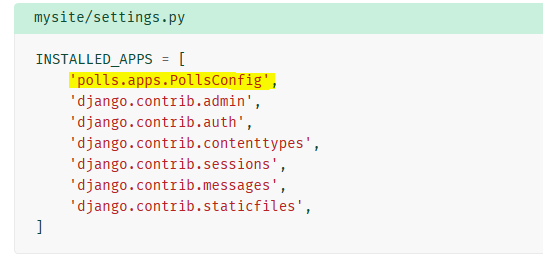 mysite/settings.py
INSTALLED_APPS = [
'polls.apps.PollsConfig',
'django.contrib.admin',
'django.contrib.auth',
'django.contrib.contenttypes',
'django.contrib.sessions',
'django.contrib.messages',
'django.contrib.staticfiles',
]